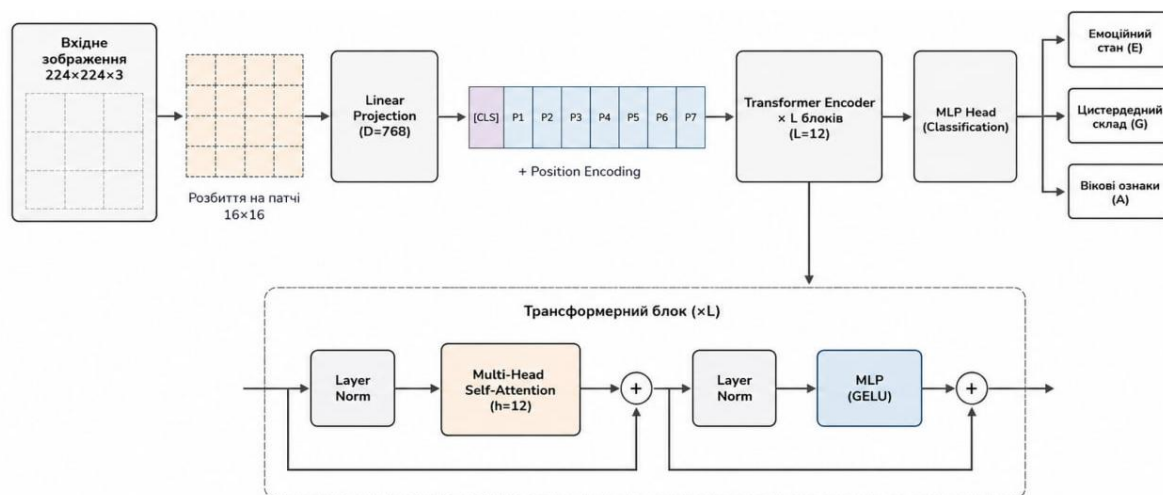 Вхідне
зображення
224×224×3
Розбиття на патчі
16×16
Linear
Projection
(D=768)
[CLS] P1 P2 P3 P4 P5 P6 P7
+ Position Encoding
Transformer Encoder
× L блоків
(L=12)
MLP Head
(Classification)
Емоційний
стан (E)
Цистердедний
склад (G)
Вікові ознаки
(A)
Трансформерний блок (×L)
Layer
Norm
Multi-Head
Self-Attention
(h=12)
+
Layer
Norm
MLP
(GELU)
+